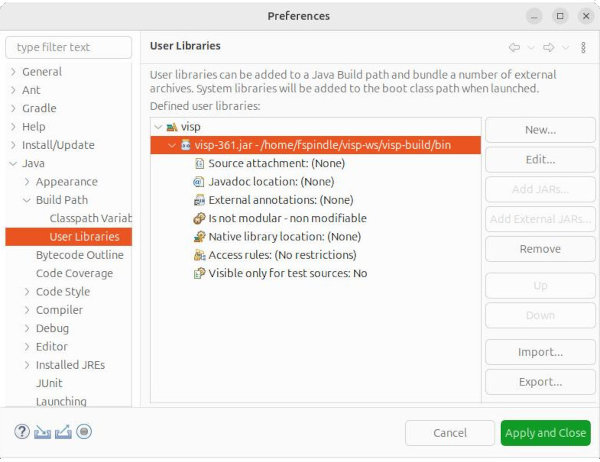 Preferences
type filter text
General
Ant
Gradle
Help
Install/Update
Java
Appearance
Build Path
Classpath Variab
User Libraries
Bytecode Outline
Code Coverage
Code Style
Compiler
Debug
Editor
Installed JREs
JUnit
Launching
User Libraries
User libraries can be added to a Java Build path and bundle a number of external
archives. System libraries will be added to the boot class path when launched.
Defined user libraries:
visp
visp-361.jar - /home/fspindle/visp-ws/visp-build/bin
Source attachment: (None)
Javadoc location: (None)
External annotations: (None)
Is not modular - non modifiable
Native library location: (None)
Access rules: (No restrictions)
Visible only for test sources: No
New...
Edit...
Add JARs...
Add External JARs...
Remove
Up
Down
Import...
Export...
Cancel
Apply and Close